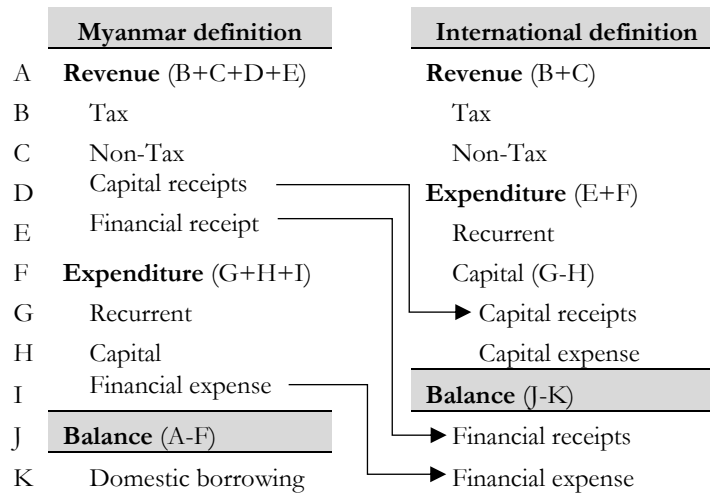 Myanmar definition International definition
A Revenue (B+C+D+E) Revenue (B+C)
B Tax Tax
C Non-Tax Non-Tax
D Capital receipts Expenditure (E+F)
E Financial receipt Recurrent
F Expenditure (G+H+I) Capital (G-H)
G Recurrent Capital receipts
H Capital Capital expense
I Financial expense Balance (J-K)
J Balance (A-F) Financial receipts
K Domestic borrowing Financial expense